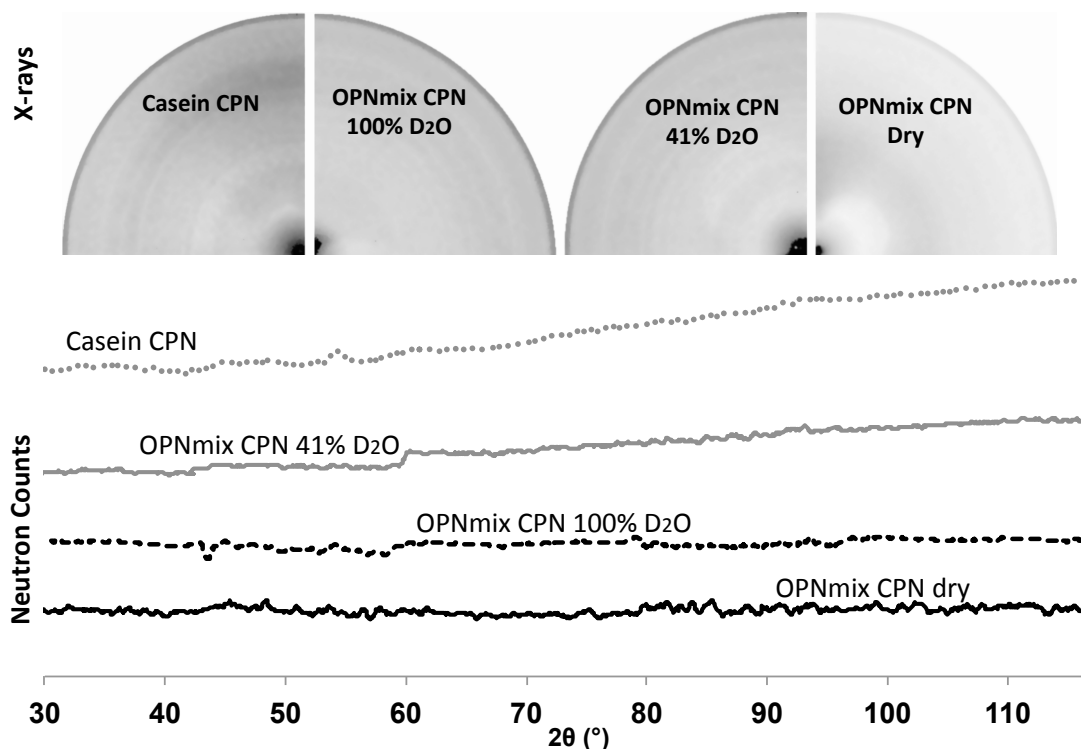 X-rays
Casein CPN
OPNmix CPN
100% D2O
OPNmix CPN
41% D2O
OPNmix CPN
Dry
Neutron Counts
Casein CPN
OPNmix CPN 41% D2O
OPNmix CPN 100% D2O
OPNmix CPN dry
30 40 50 60 70 80 90 100 110
2θ (°)